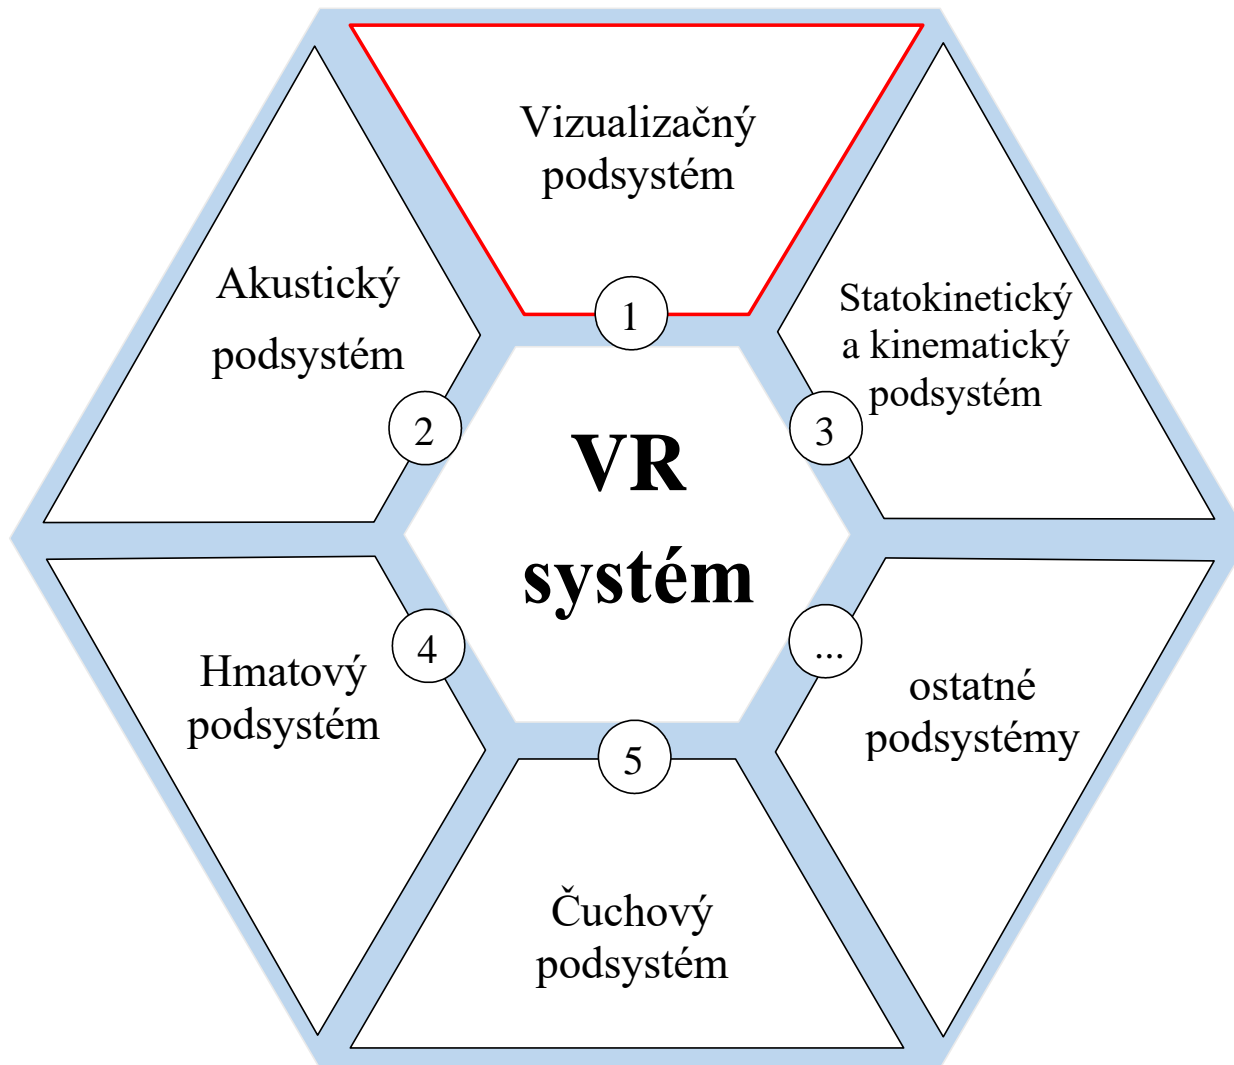 Vizualizačný
podsystém
1
Akustický
podsystém
2
Statokinetický
a kinematický
podsystém
3
VR
systém
Hmatový
podsystém
4
...
ostatné
podsystémy
5
Čuchový
podsystém